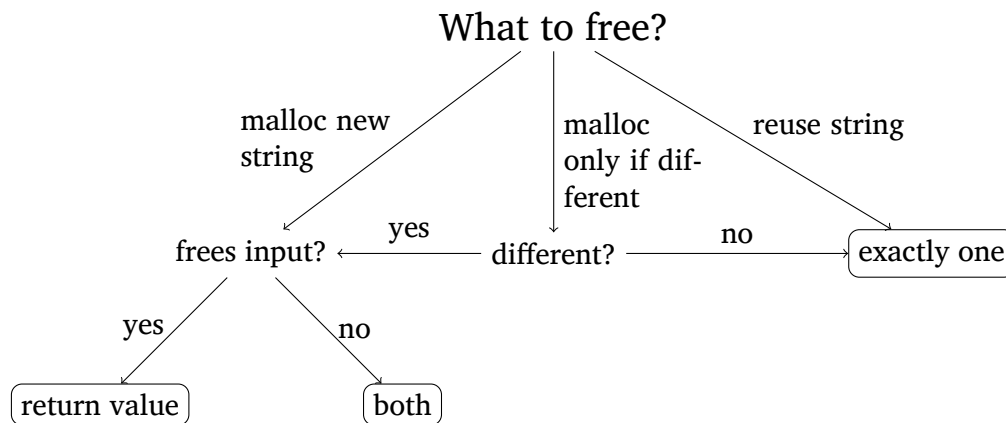 What to free?
malloc new
string
malloc
only if dif-
ferent
reuse string
frees input?
yes
different?
no
exactly one
yes
no
return value
both